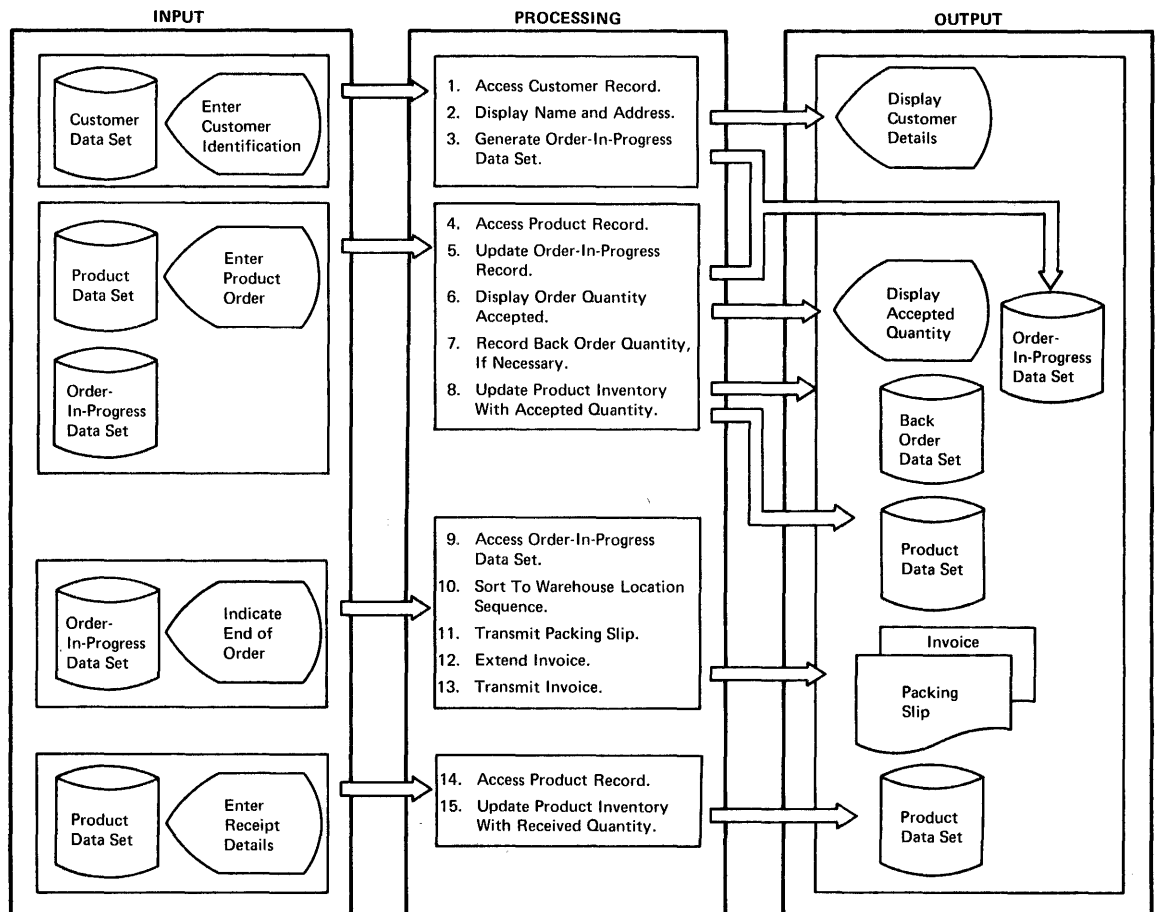 INPUT
PROCESSING
OUTPUT
Customer
Data Set
Enter
Customer
Identification
1. Access Customer Record.
2. Display Name and Address.
3. Generate Order-In-Progress
Data Set.
Display
Customer
Details
Product
Data Set
Enter
Product
Order
Order-
In-Progress
Data Set
4. Access Product Record.
5. Update Order-In-Progress
Record.
6. Display Order Quantity
Accepted.
7. Record Back Order Quantity,
If Necessary.
8. Update Product Inventory
With Accepted Quantity.
Display
Accepted
Quantity
Order-
In-Progress
Data Set
Back
Order
Data Set
Product
Data Set
Order-
In-Progress
Data Set
Indicate
End of
Order
9. Access Order-In-Progress
Data Set.
10. Sort To Warehouse Location
Sequence.
11. Transmit Packing Slip.
12. Extend Invoice.
13. Transmit Invoice.
Invoice
Packing
Slip
Product
Data Set
Enter
Receipt
Details
14. Access Product Record.
15. Update Product Inventory
With Received Quantity.
Product
Data Set